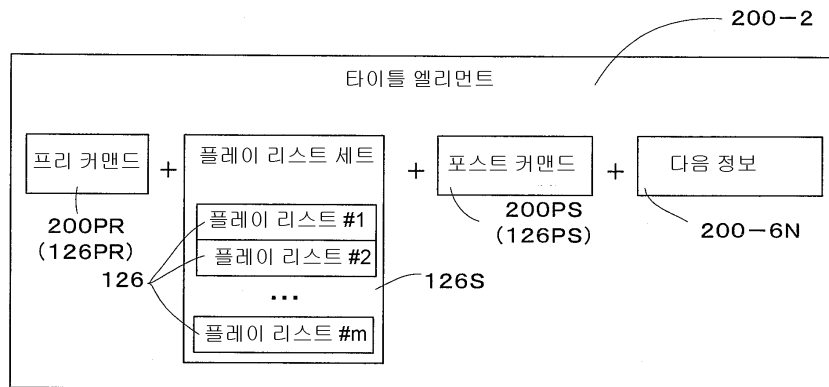 200-2
타이틀 엘리먼트
프리 커맨드
+
플레이 리스트 세트
+
포스트 커맨드
+
다음 정보
200PR
(126PR)
200PS
(126PS)
200-6N
플레이 리스트 #1
126
플레이 리스트 #2
126S
...
플레이 리스트 #m